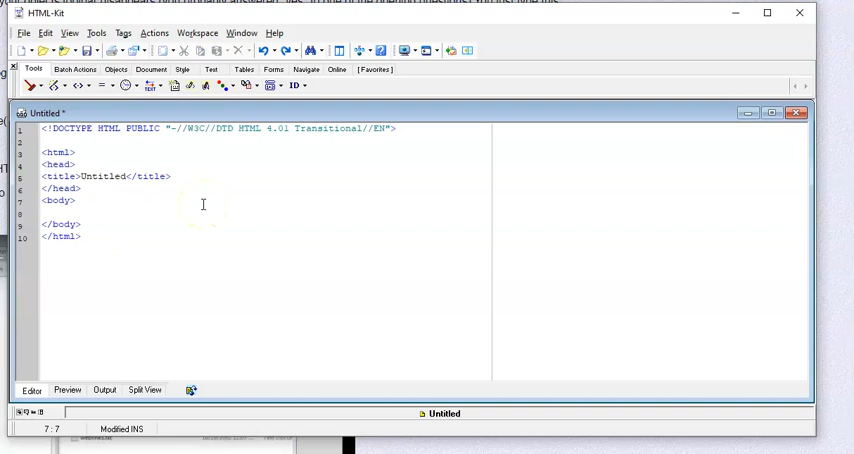 HTML-Kit
File Edit View Tools Tags Actions Workspace Window Help
Tools Batch Actions Objects Document Style Text Tables Forms Navigate Online [ Favorites ]
TEXT ID
Untitled *
1 <!DOCTYPE HTML PUBLIC "-//W3C//DTD HTML 4.01 Transitional//EN">
2
3 <html>
4 <head>
5 <title>Untitled</title>
6 </head>
7 <body>
8
9 </body>
10 </html>
Editor Preview Output Split View
Untitled
7 : 7 Modified INS